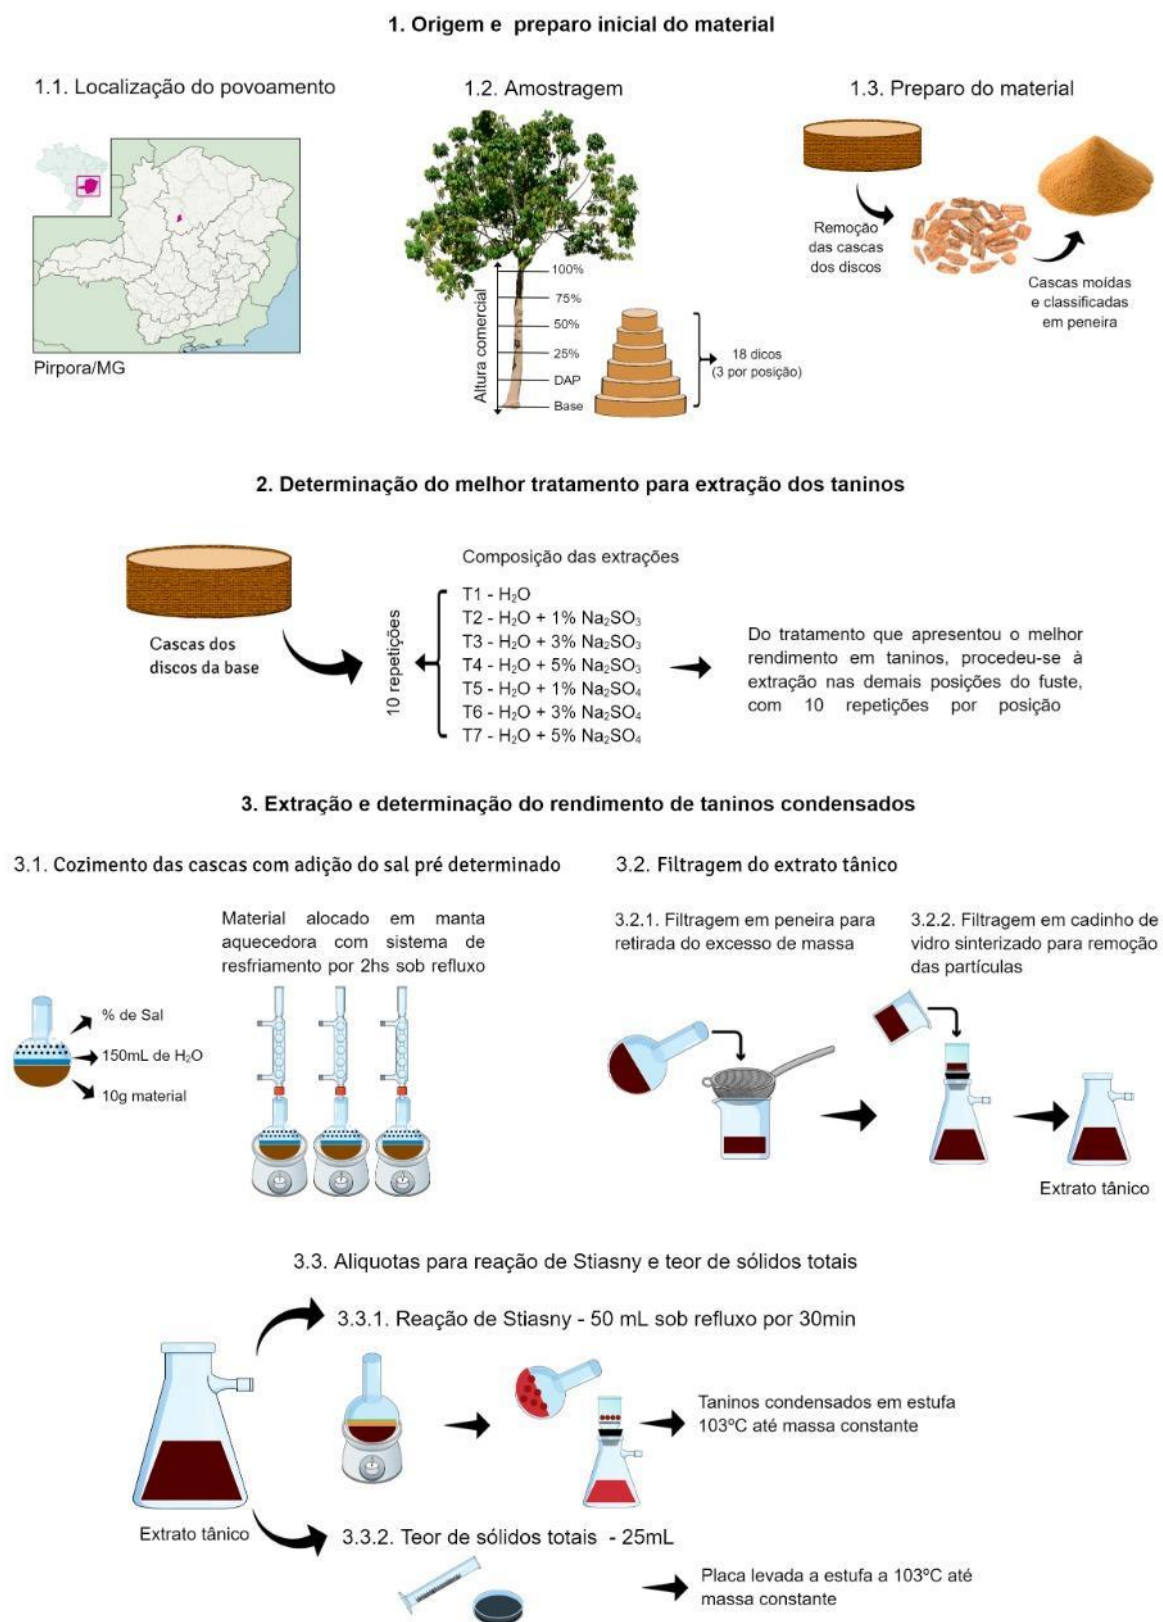 1. Origem e preparo inicial do material
1.1. Localização do povoamento
Pirpora/MG
1.2. Amostragem
Altura comercial
100%
75%
50%
25%
DAP
Base
18 dicos
(3 por posição)
1.3. Preparo do material
Remoção
das cascas
dos discos
Cascas moídas
e classificadas
em peneira
2. Determinação do melhor tratamento para extração dos taninos
Cascas dos
discos da base
10 repetições
Composição das extrações
T1 - H₂O
T2 - H₂O + 1% Na₂SO₃
T3 - H₂O + 3% Na₂SO₃
T4 - H₂O + 5% Na₂SO₃
T5 - H₂O + 1% Na₂SO₄
T6 - H₂O + 3% Na₂SO₄
T7 - H₂O + 5% Na₂SO₄
Do tratamento que apresentou o melhor
rendimento em taninos, procedeu-se à
extração nas demais posições do fuste,
com 10 repetições por posição
3. Extração e determinação do rendimento de taninos condensados
3.1. Cozimento das cascas com adição do sal pré determinado
Material alocado em manta
aquecedora com sistema de
resfriamento por 2hs sob refluxo
% de Sal
150mL de H₂O
10g material
3.2. Filtragem do extrato tânico
3.2.1. Filtragem em peneira para
retirada do excesso de massa
3.2.2. Filtragem em cadinho de
vidro sinterizado para remoção
das partículas
Extrato tânico
3.3. Aliquotas para reação de Stiasny e teor de sólidos totais
3.3.1. Reação de Stiasny - 50 mL sob refluxo por 30min
Taninos condensados em estufa
103ºC até massa constante
Extrato tânico
3.3.2. Teor de sólidos totais - 25mL
Placa levada a estufa a 103ºC até
massa constante